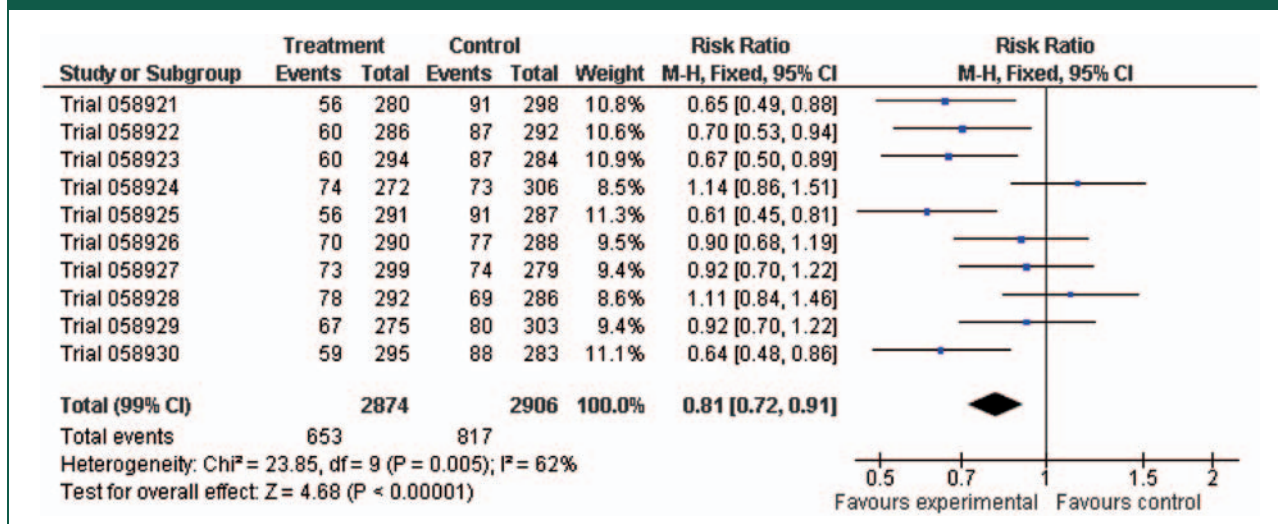 Treatment Control Risk Ratio Risk Ratio
Study or Subgroup Events Total Events Total Weight M-H, Fixed, 95% CI M-H, Fixed, 95% CI
Trial 058921 56 280 91 298 10.8% 0.65 [0.49, 0.88]
Trial 058922 60 286 87 292 10.6% 0.70 [0.53, 0.94]
Trial 058923 60 294 87 284 10.9% 0.67 [0.50, 0.89]
Trial 058924 74 272 73 306 8.5% 1.14 [0.86, 1.51]
Trial 058925 56 291 91 287 11.3% 0.61 [0.45, 0.81]
Trial 058926 70 290 77 288 9.5% 0.90 [0.68, 1.19]
Trial 058927 73 299 74 279 9.4% 0.92 [0.70, 1.22]
Trial 058928 78 292 69 286 8.6% 1.11 [0.84, 1.46]
Trial 058929 67 275 80 303 9.4% 0.92 [0.70, 1.22]
Trial 058930 59 295 88 283 11.1% 0.64 [0.48, 0.86]
Total (99% CI) 2874 2906 100.0% 0.81 [0.72, 0.91]
Total events 653 817
Heterogeneity: Chi² = 23.85, df = 9 (P = 0.005); I² = 62%
Test for overall effect: Z = 4.68 (P < 0.00001)
0.5 0.7 1 1.5 2
Favours experimental Favours control